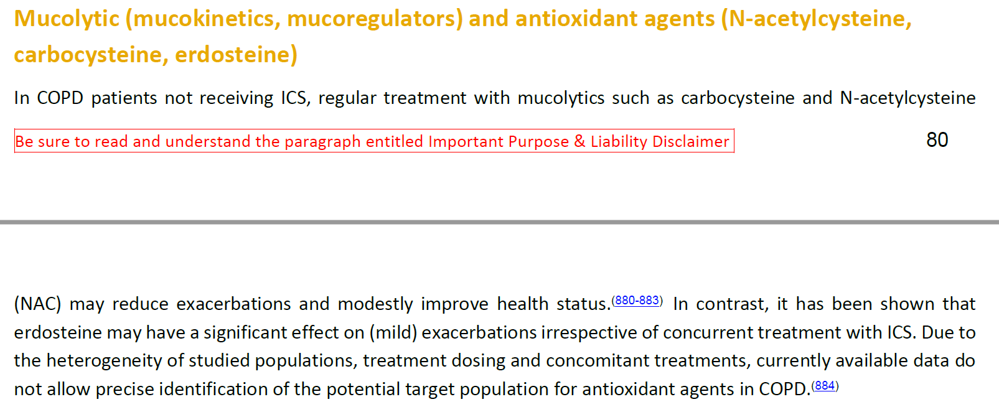 Mucolytic (mucokinetics, mucoregulators) and antioxidant agents (N-acetylcysteine,
carbocysteine, erdosteine)
In COPD patients not receiving ICS, regular treatment with mucolytics such as carbocysteine and N-acetylcysteine
Be sure to read and understand the paragraph entitled Important Purpose & Liability Disclaimer
80
(NAC) may reduce exacerbations and modestly improve health status.(880-883) In contrast, it has been shown that
erdosteine may have a significant effect on (mild) exacerbations irrespective of concurrent treatment with ICS. Due to
the heterogeneity of studied populations, treatment dosing and concomitant treatments, currently available data do
not allow precise identification of the potential target population for antioxidant agents in COPD.(884)